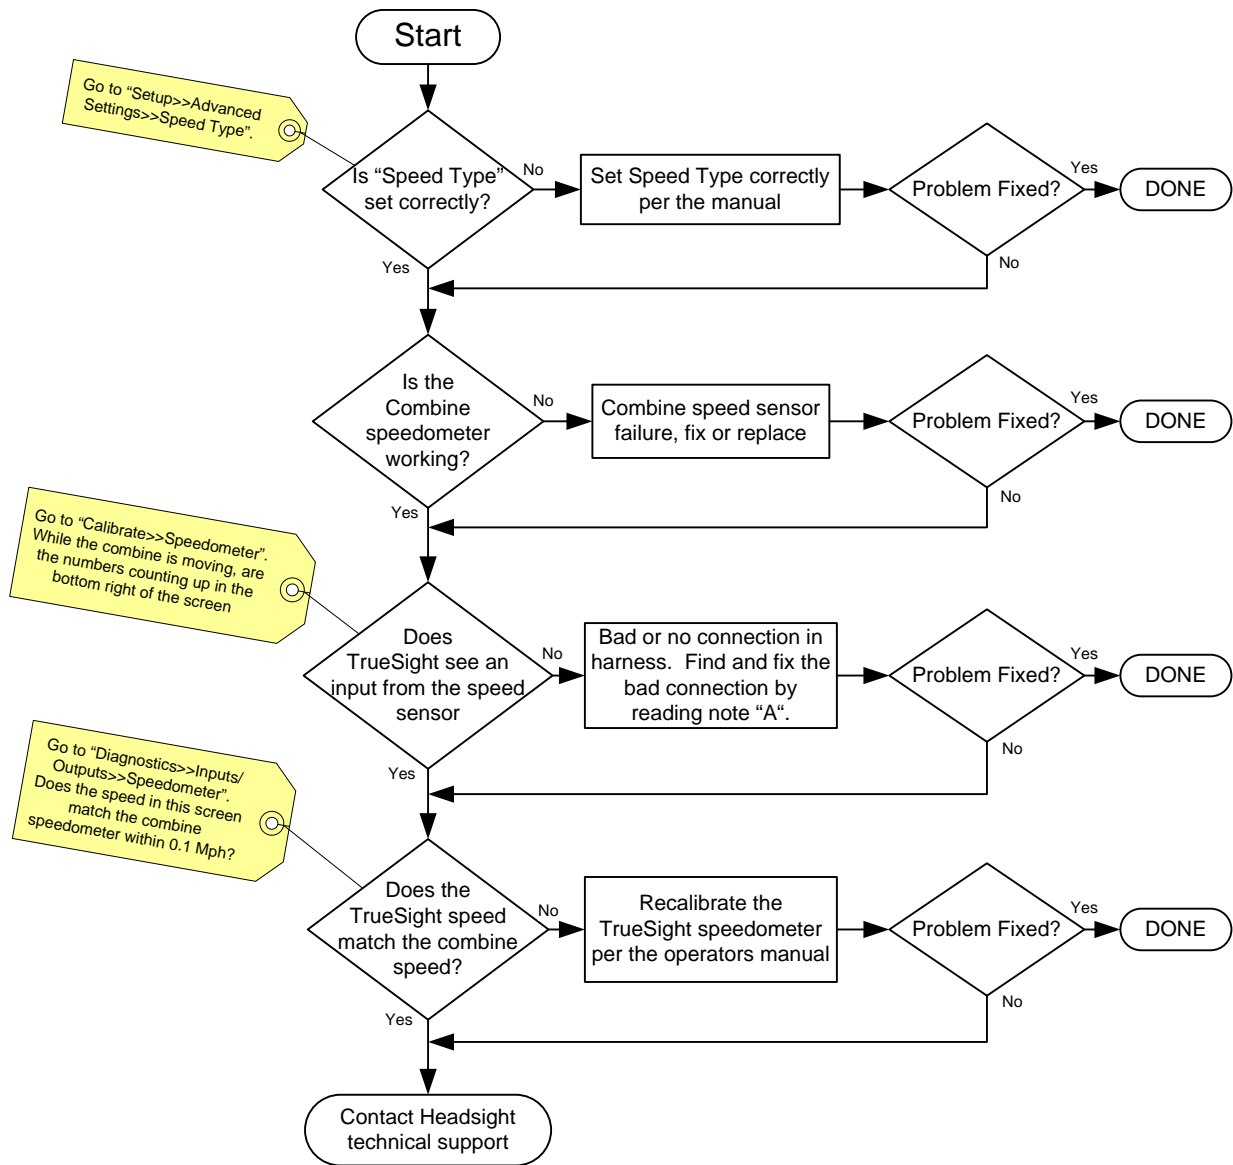 Start
Go to “Setup>>Advanced
Settings>>Speed Type”.
Is “Speed Type”
set correctly?
No
Set Speed Type correctly
per the manual
Problem Fixed?
Yes
DONE
Yes
No
Is the
Combine
speedometer
working?
No
Combine speed sensor
failure, fix or replace
Problem Fixed?
Yes
DONE
Yes
No
Go to “Calibrate>>Speedometer”.
While the combine is moving, are
the numbers counting up in the
bottom right of the screen
Does
TrueSight see an
input from the speed
sensor
No
Bad or no connection in
harness.  Find and fix the
bad connection by
reading note “A“.
Problem Fixed?
Yes
DONE
Yes
No
Go to “Diagnostics>>Inputs/
Outputs>>Speedometer”.
Does the speed in this screen
match the combine
speedometer within 0.1 Mph?
Does the
TrueSight speed
match the combine
speed?
No
Recalibrate the
TrueSight speedometer
per the operators manual
Problem Fixed?
Yes
DONE
Yes
No
Contact Headsight
technical support